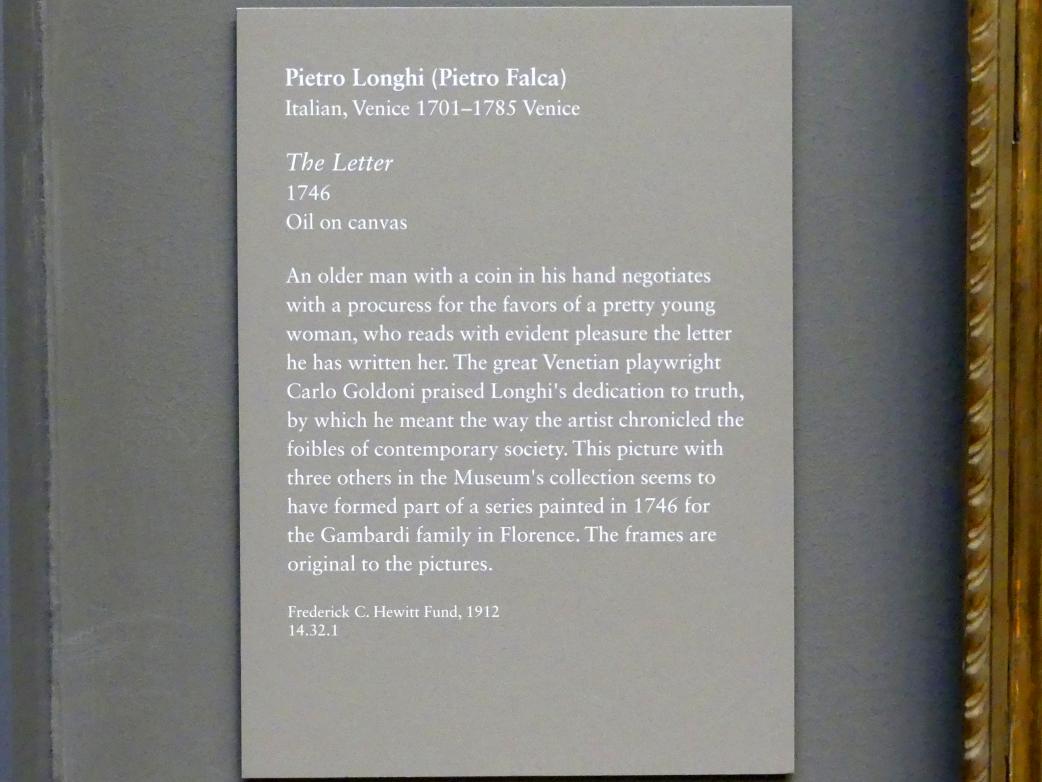 Pietro Longhi (Pietro Falca)
Italian, Venice 1701–1785 Venice
The Letter
1746
Oil on canvas
An older man with a coin in his hand negotiates
with a procuress for the favors of a pretty young
woman, who reads with evident pleasure the letter
he has written her. The great Venetian playwright
Carlo Goldoni praised Longhi's dedication to truth,
by which he meant the way the artist chronicled the
foibles of contemporary society. This picture with
three others in the Museum's collection seems to
have formed part of a series painted in 1746 for
the Gambardi family in Florence. The frames are
original to the pictures.
Frederick C. Hewitt Fund, 1912
14.32.1